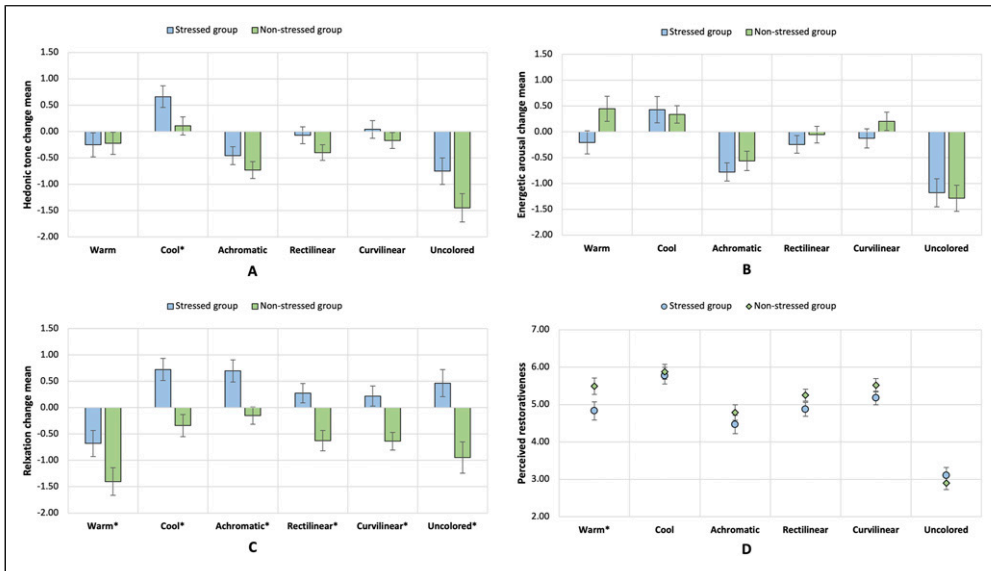 Stressed group Non-stressed group
1.50
1.00
0.50
0.00
-0.50
-1.00
-1.50
-2.00
Hedonic tone change mean
Warm Cool* Achromatic Rectilinear Curvilinear Uncolored
A
Stressed group Non-stressed group
1.50
1.00
0.50
0.00
-0.50
-1.00
-1.50
-2.00
Energetic arousal change mean
Warm Cool Achromatic Rectilinear Curvilinear Uncolored
B
Stressed group Non-stressed group
1.50
1.00
0.50
0.00
-0.50
-1.00
-1.50
-2.00
Relxation change mean
Warm* Cool* Achromatic* Rectilinear* Curvilinear* Uncolored*
C
Stressed group Non-stressed group
7.00
6.00
5.00
4.00
3.00
2.00
Perceived restorativeness
Warm* Cool Achromatic Rectilinear Curvilinear Uncolored
D